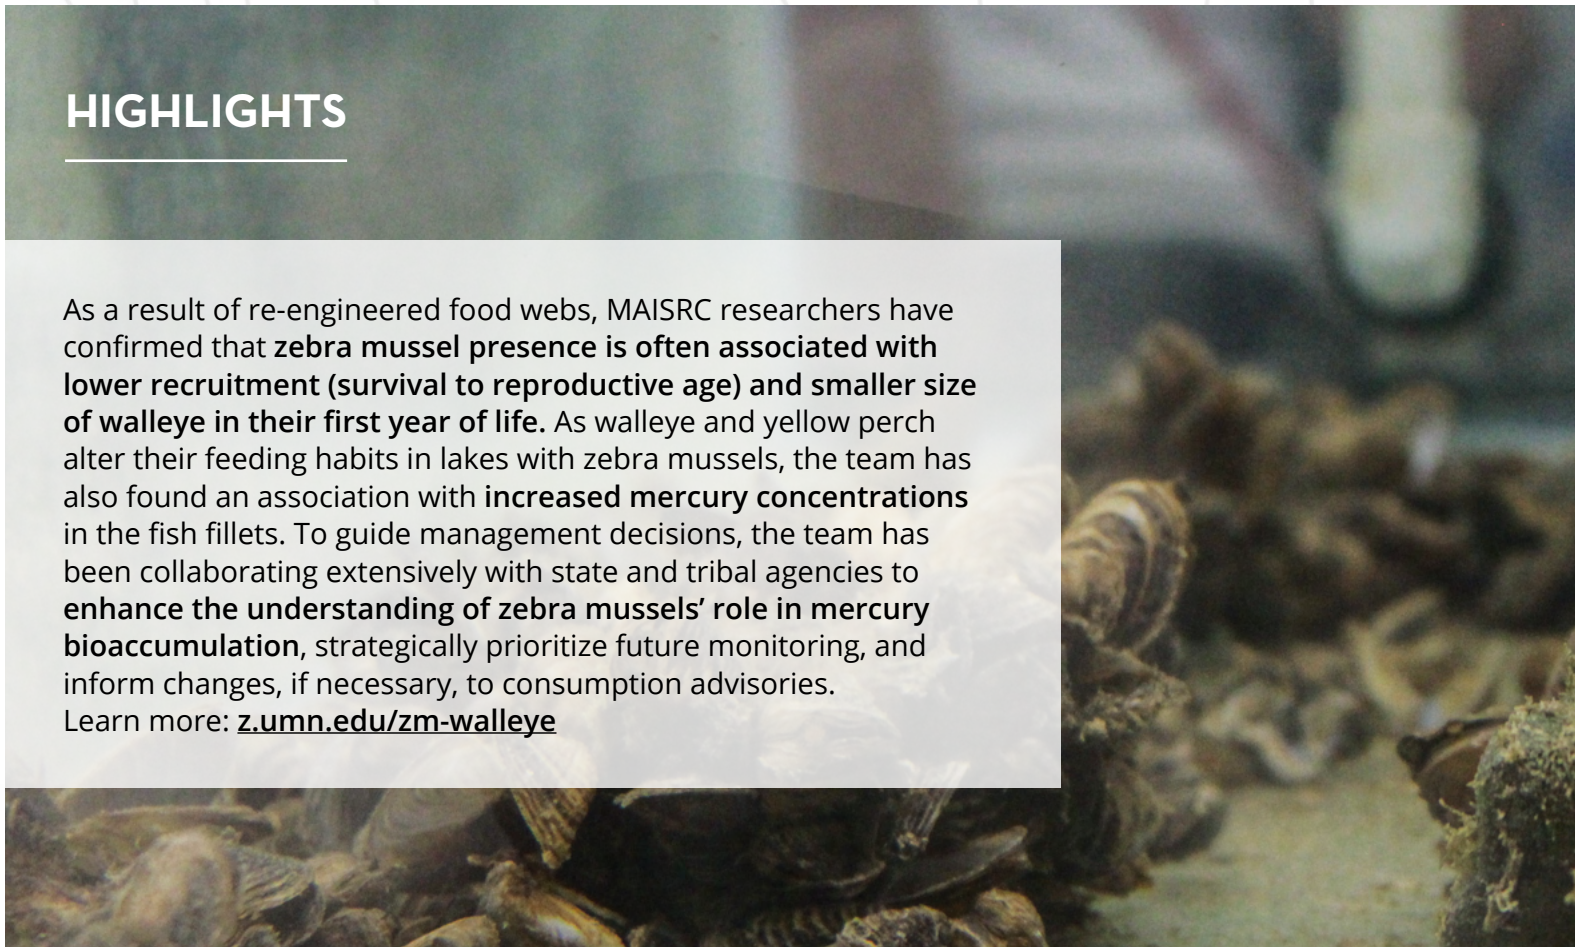 HIGHLIGHTS
As a result of re-engineered food webs, MAISRC researchers have
confirmed that zebra mussel presence is often associated with
lower recruitment (survival to reproductive age) and smaller size
of walleye in their first year of life. As walleye and yellow perch
alter their feeding habits in lakes with zebra mussels, the team has
also found an association with increased mercury concentrations
in the fish fillets. To guide management decisions, the team has
been collaborating extensively with state and tribal agencies to
enhance the understanding of zebra mussels’ role in mercury
bioaccumulation, strategically prioritize future monitoring, and
inform changes, if necessary, to consumption advisories.
Learn more: z.umn.edu/zm-walleye